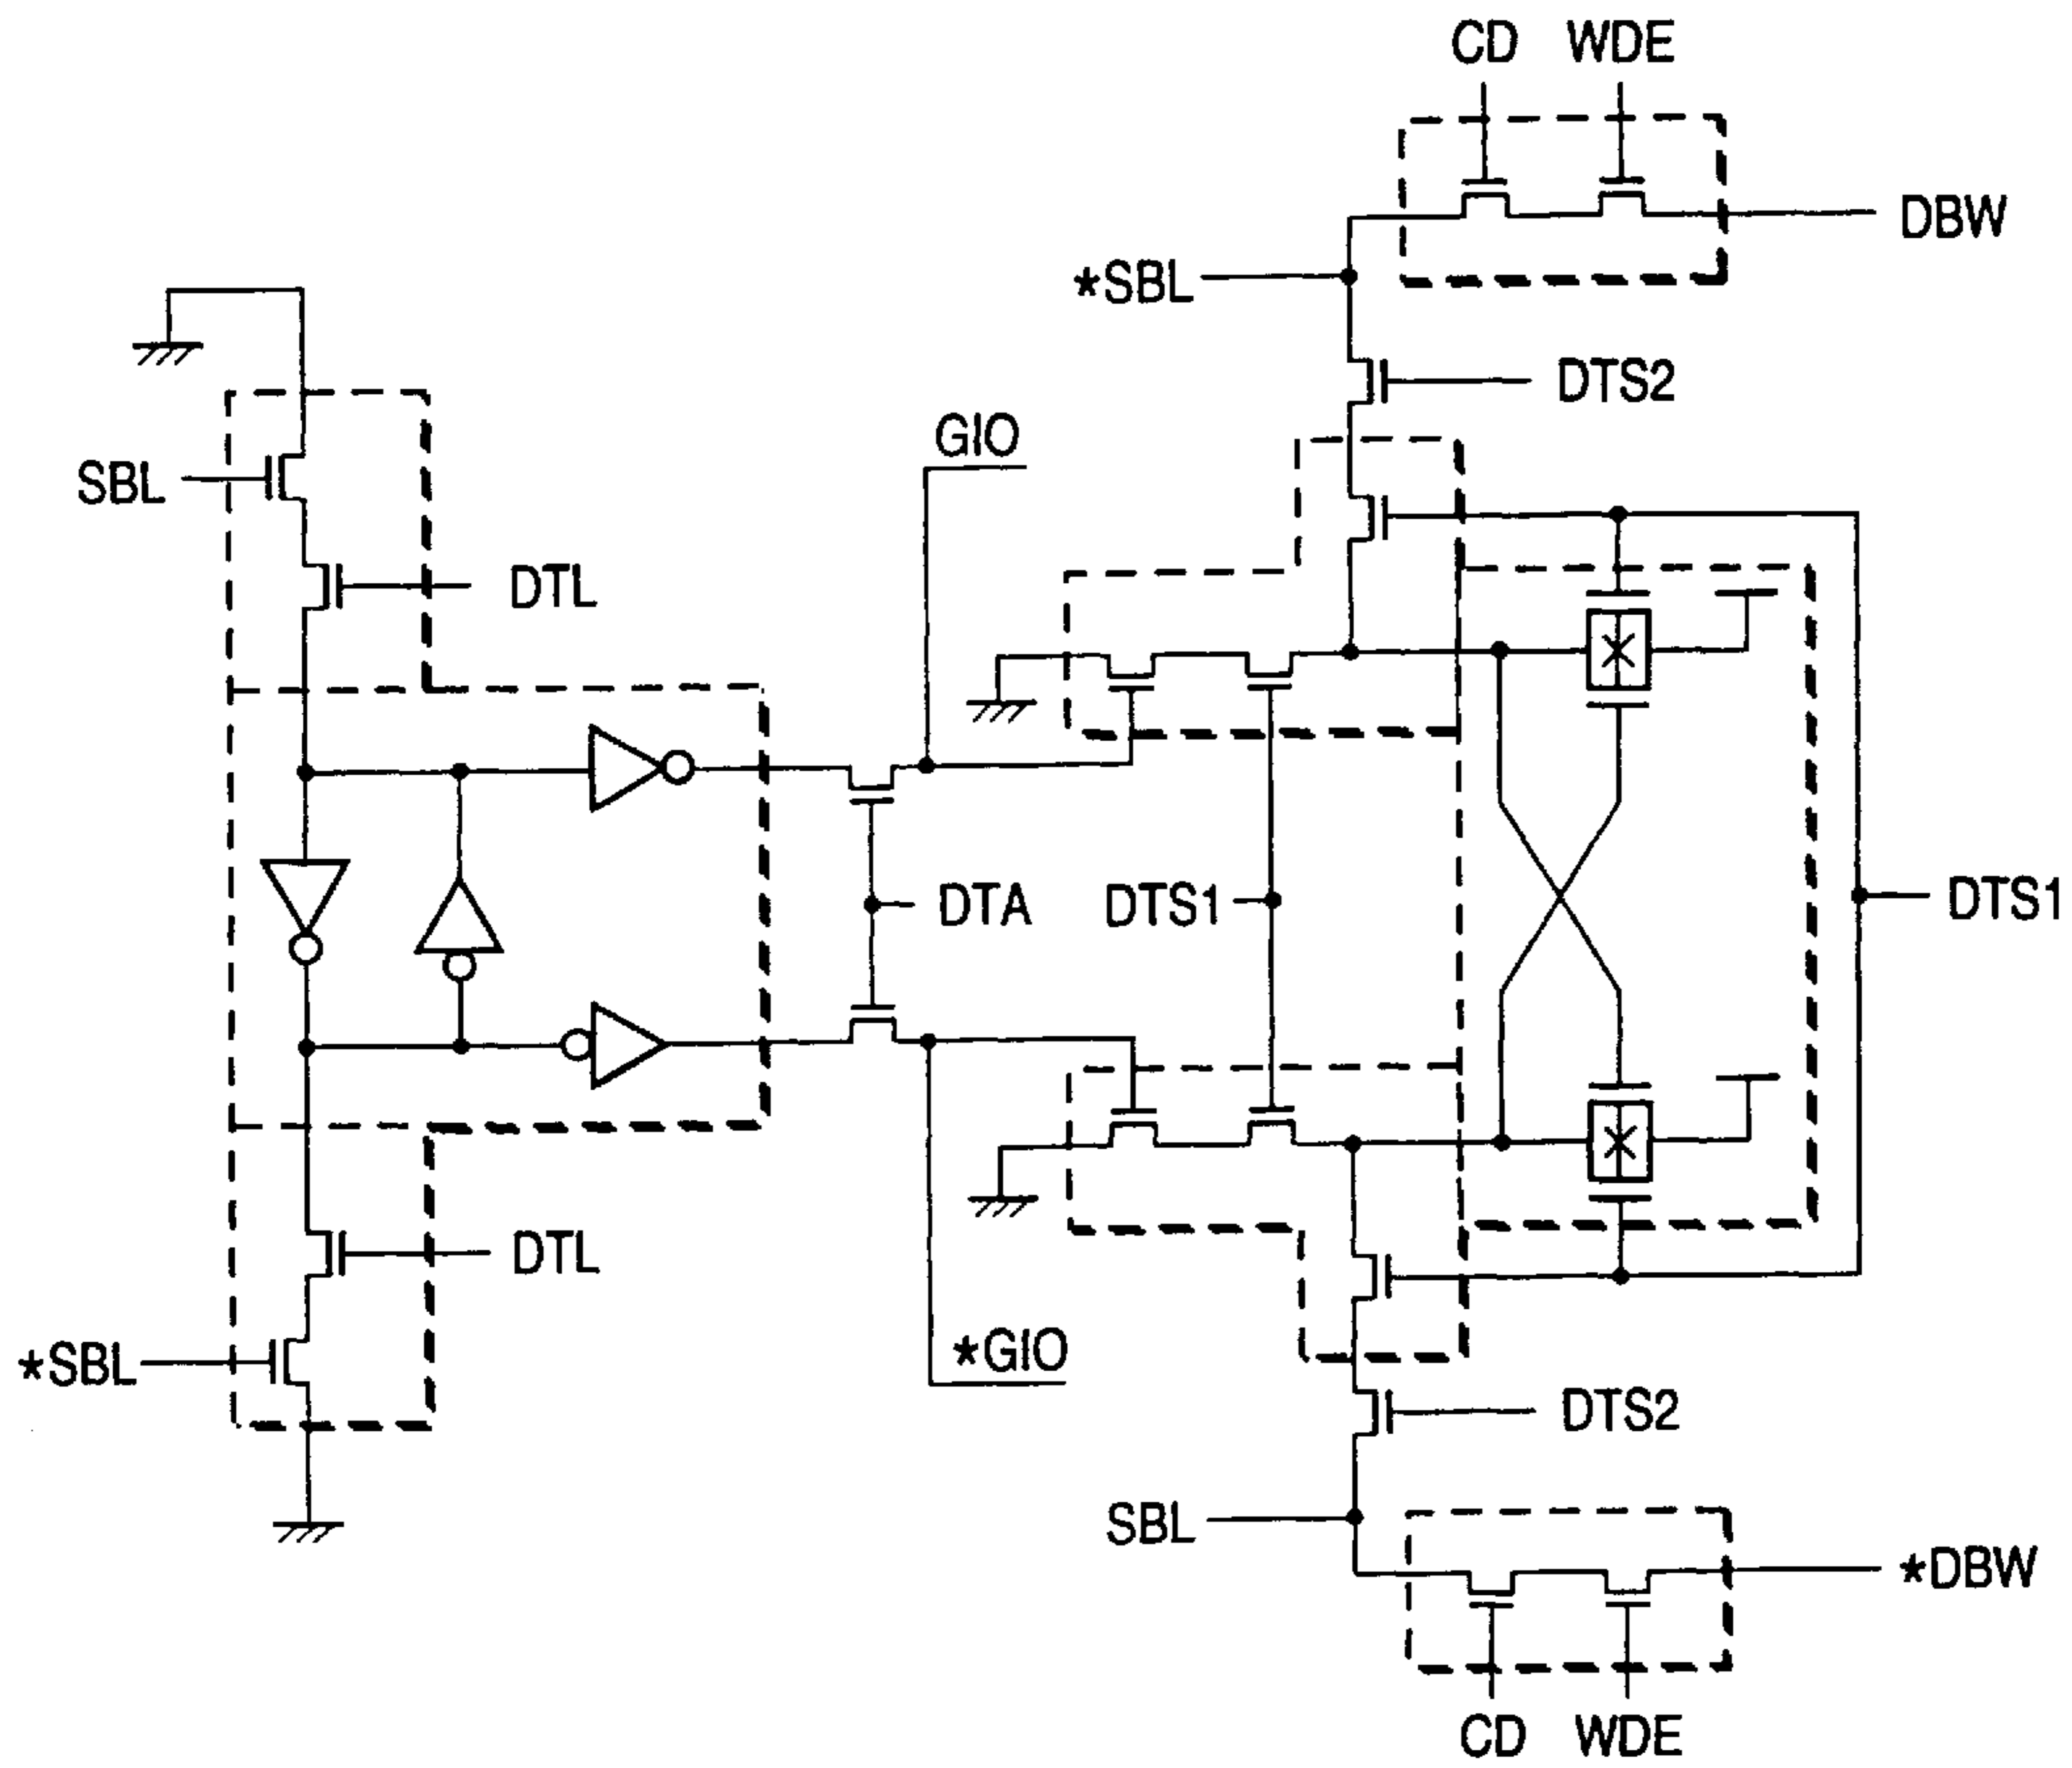 CD WDE
DBW
*SBL
DTS2
GIO
SBL
DTL
DTA
DTS1
DTS1
DTL
*SBL
*GIO
DTS2
SBL
*DBW
CD WDE